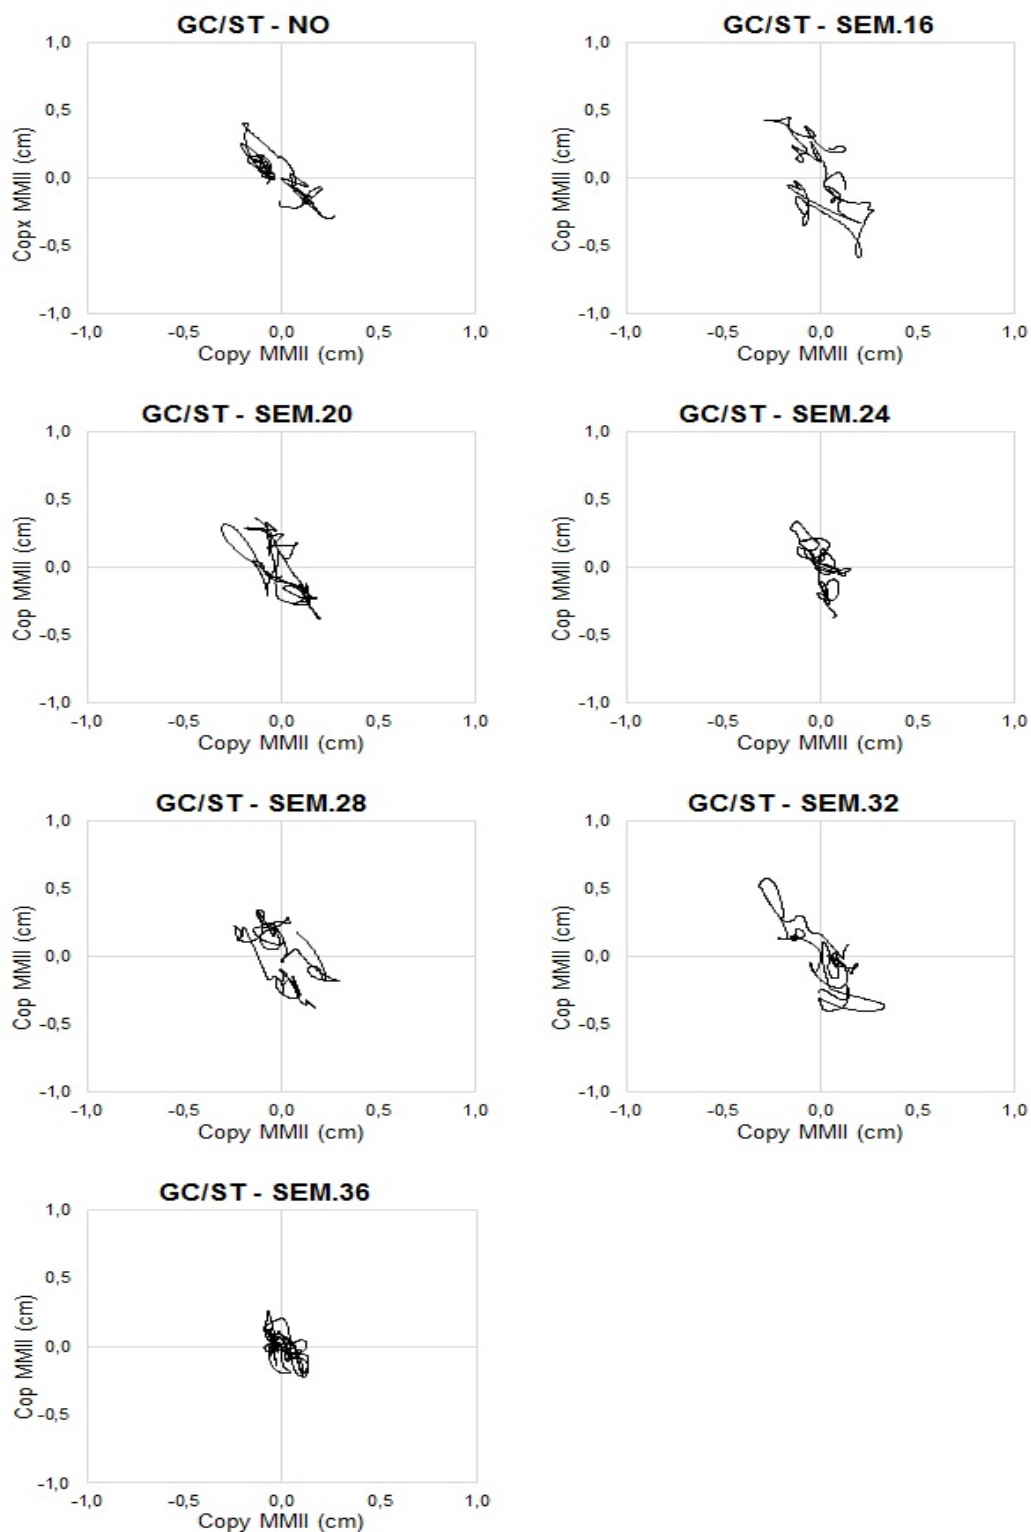 GC/ST - NO
1,0
0,5
0,0
-0,5
-1,0
Copx MMII (cm)
-1,0 -0,5 0,0 0,5 1,0
Copy MMII (cm)
GC/ST - SEM.16
1,0
0,5
0,0
-0,5
-1,0
Cop MMII (cm)
-1,0 -0,5 0,0 0,5 1,0
Copy MMII (cm)
GC/ST - SEM.20
1,0
0,5
0,0
-0,5
-1,0
Cop MMII (cm)
-1,0 -0,5 0,0 0,5 1,0
Copy MMII (cm)
GC/ST - SEM.24
1,0
0,5
0,0
-0,5
-1,0
Cop MMII (cm)
-1,0 -0,5 0,0 0,5 1,0
Copy MMII (cm)
GC/ST - SEM.28
1,0
0,5
0,0
-0,5
-1,0
Cop MMII (cm)
-1,0 -0,5 0,0 0,5 1,0
Copy MMII (cm)
GC/ST - SEM.32
1,0
0,5
0,0
-0,5
-1,0
Cop MMII (cm)
-1,0 -0,5 0,0 0,5 1,0
Copy MMII (cm)
GC/ST - SEM.36
1,0
0,5
0,0
-0,5
-1,0
Cop MMII (cm)
-1,0 -0,5 0,0 0,5 1,0
Copy MMII (cm)